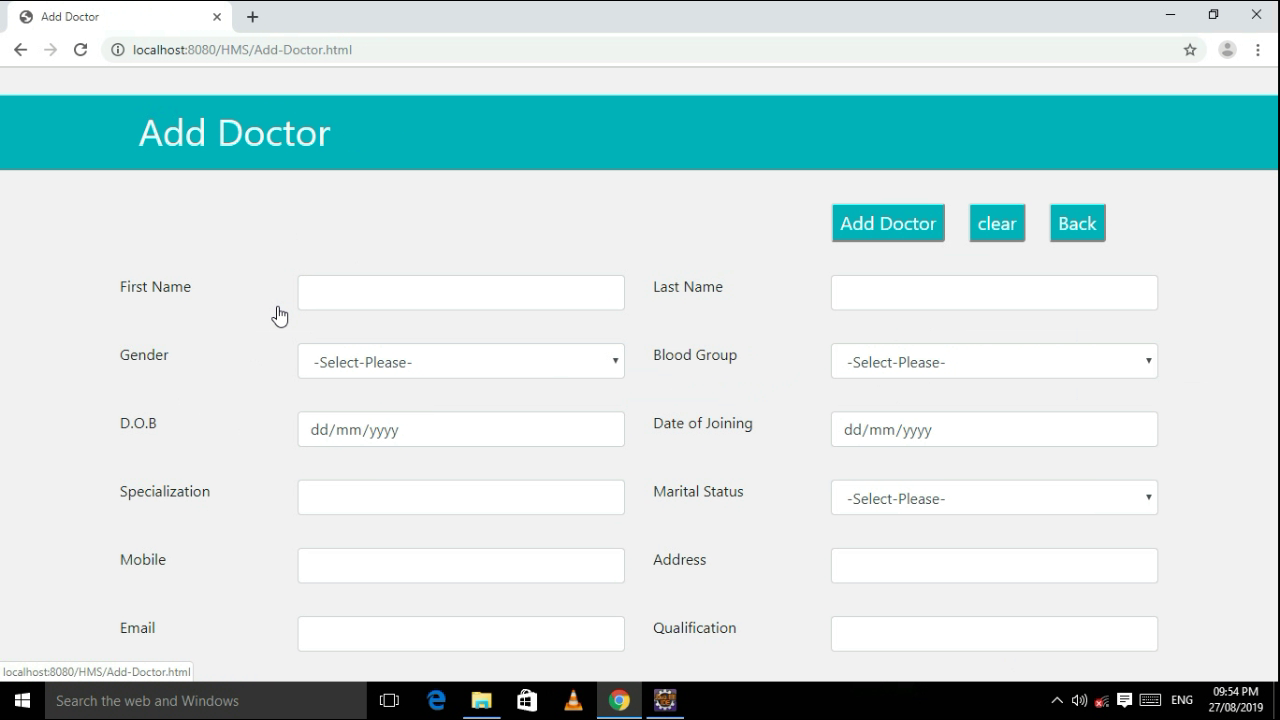 Add Doctor
localhost:8080/HMS/Add-Doctor.html
Add Doctor
Add Doctor clear Back
First Name Last Name
Gender -Select-Please- Blood Group -Select-Please-
D.O.B dd/mm/yyyy Date of Joining dd/mm/yyyy
Specialization Marital Status -Select-Please-
Mobile Address
Email Qualification
localhost:8080/HMS/Add-Doctor.html
Search the web and Windows
ENG
09:54 PM
27/08/2019